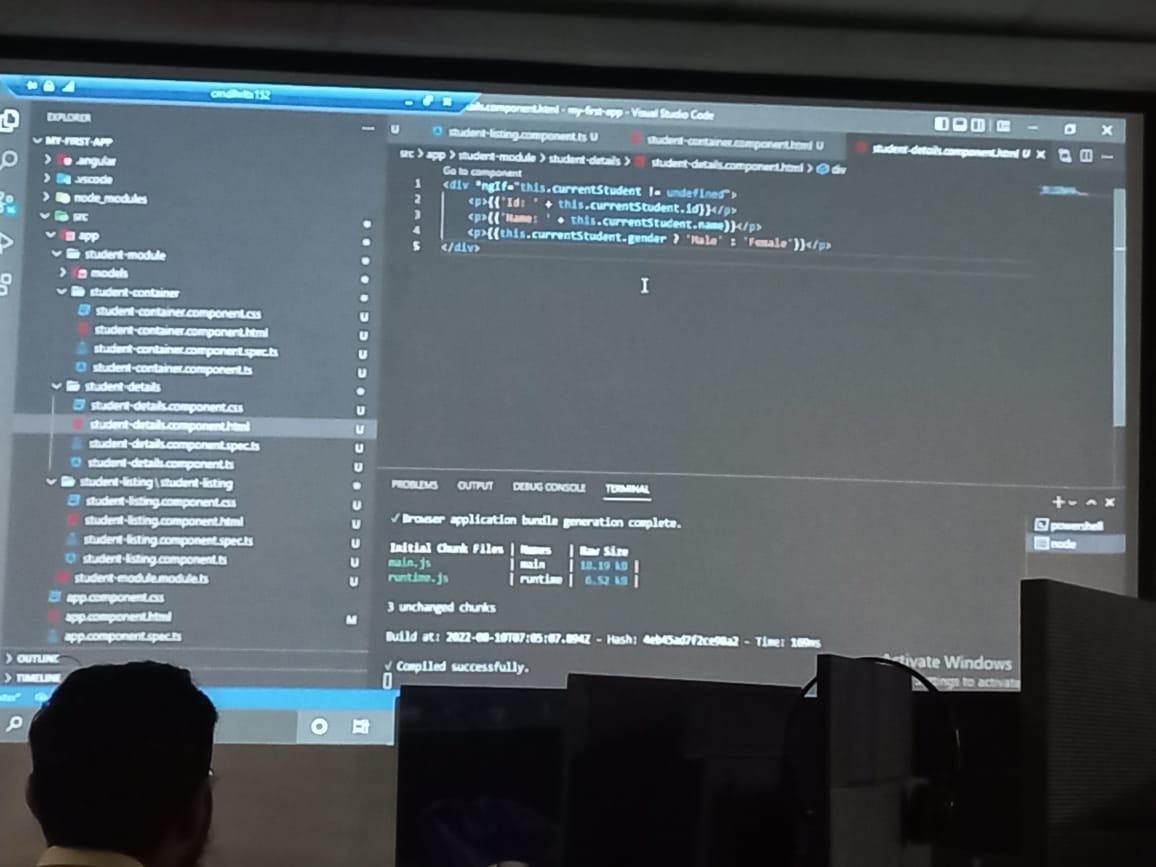 cmdlwits152
student-details.component.html - my-first-app - Visual Studio Code
EXPLORER
MY-FIRST-APP
.angular
.vscode
node_modules
src
app
student-module
models
student-container
student-container.component.css U
student-container.component.html U
student-container.component.spec.ts U
student-container.component.ts U
student-details
student-details.component.css U
student-details.component.html U
student-details.component.spec.ts U
student-details.component.ts U
student-listing \ student-listing
student-listing.component.css U
student-listing.component.html U
student-listing.component.spec.ts U
student-listing.component.ts U
student-module.module.ts U
app.component.css
app.component.html M
app.component.spec.ts
OUTLINE
TIMELINE
U student-listing.component.ts U student-container.component.html U student-details.component.html U
src > app > student-module > student-details > student-details.component.html > div
Go to component
1 <div *ngIf="this.currentStudent != undefined">
2 <p>{{'Id: ' + this.currentStudent.id}}</p>
3 <p>{{'Name: ' + this.currentStudent.name}}</p>
4 <p>{{this.currentStudent.gender ? 'Male' : 'Female'}}</p>
5 </div>
PROBLEMS OUTPUT DEBUG CONSOLE TERMINAL
powershell
node
√ Browser application bundle generation complete.
Initial Chunk Files | Names | Raw Size
main.js | main | 18.19 kB |
runtime.js | runtime | 6.52 kB |
3 unchanged chunks
Build at: 2022-08-10T07:05:07.894Z - Hash: 4eb45ad7f2ce98a2 - Time: 169ms
√ Compiled successfully.
Activate Windows
settings to activate